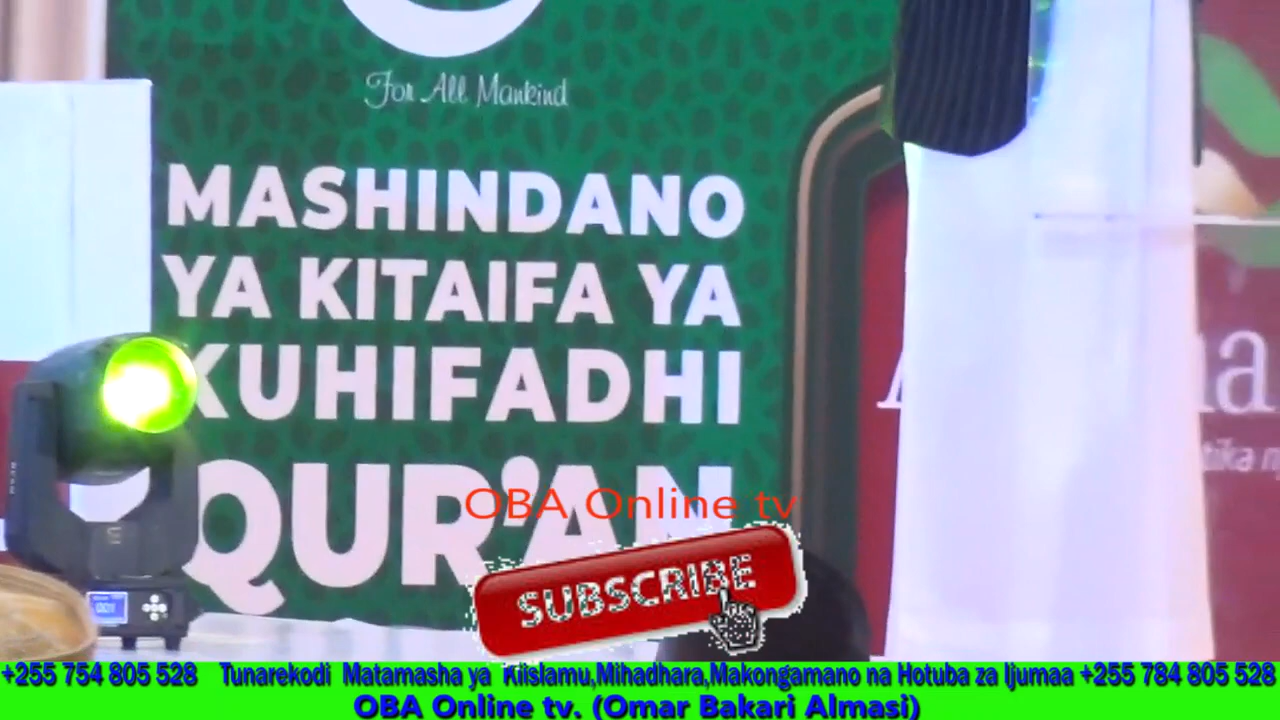 For All Mankind
MASHINDANO
YA KITAIFA YA
KUHIFADHI
QUR'AN
OBA Online tv
SUBSCRIBE
+255 754 805 528 Tunarekodi Matamasha ya Kiislamu,Mihadhara,Makongamano na Hotuba za Ijumaa +255 784 805 528
OBA Online tv. (Omar Bakari Almasi)